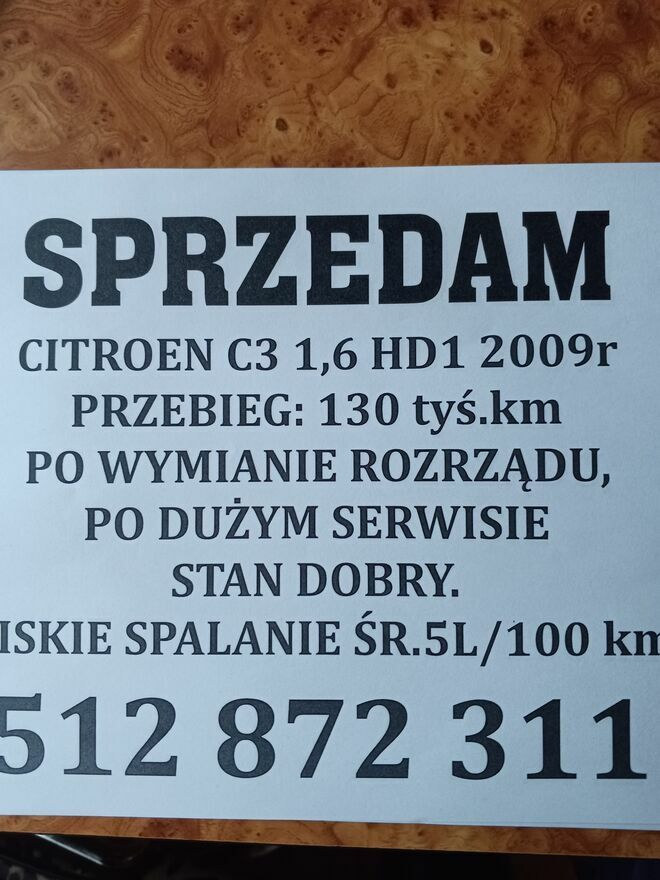 SPRZEDAM
CITROEN C3 1,6 HD1 2009r
PRZEBIEG: 130 tyś.km
PO WYMIANIE ROZRZĄDU,
PO DUŻYM SERWISIE
STAN DOBRY.
ISKIE SPALANIE ŚR.5L/100 km
512 872 311